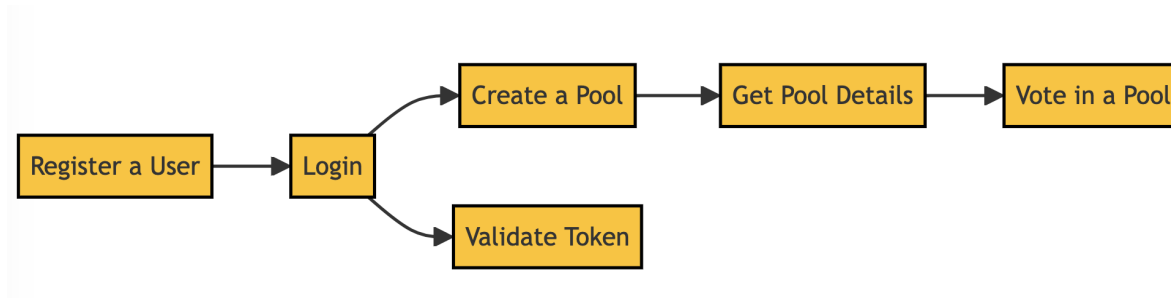 Register a User
Login
Create a Pool
Get Pool Details
Vote in a Pool
Validate Token